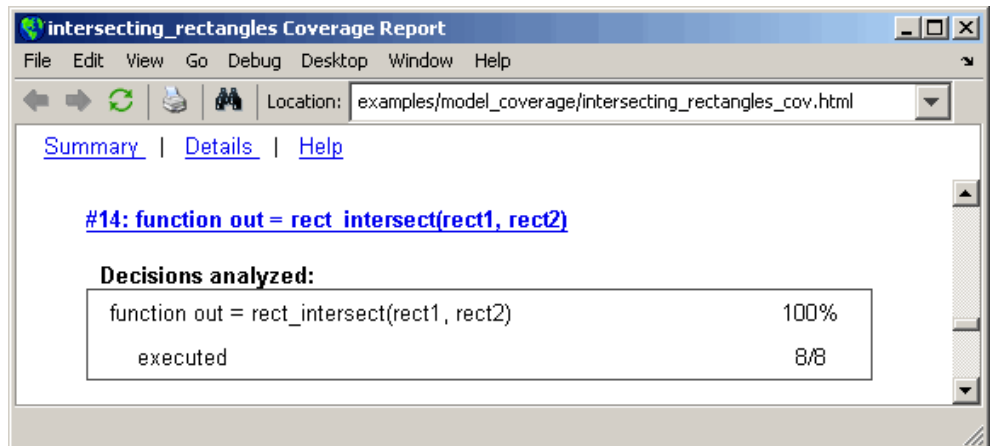 intersecting_rectangles Coverage Report
File Edit View Go Debug Desktop Window Help
Location: examples/model_coverage/intersecting_rectangles_cov.html
Summary | Details | Help
#14: function out = rect_intersect(rect1, rect2)
Decisions analyzed:
function out = rect_intersect(rect1, rect2) 100%
executed 8/8